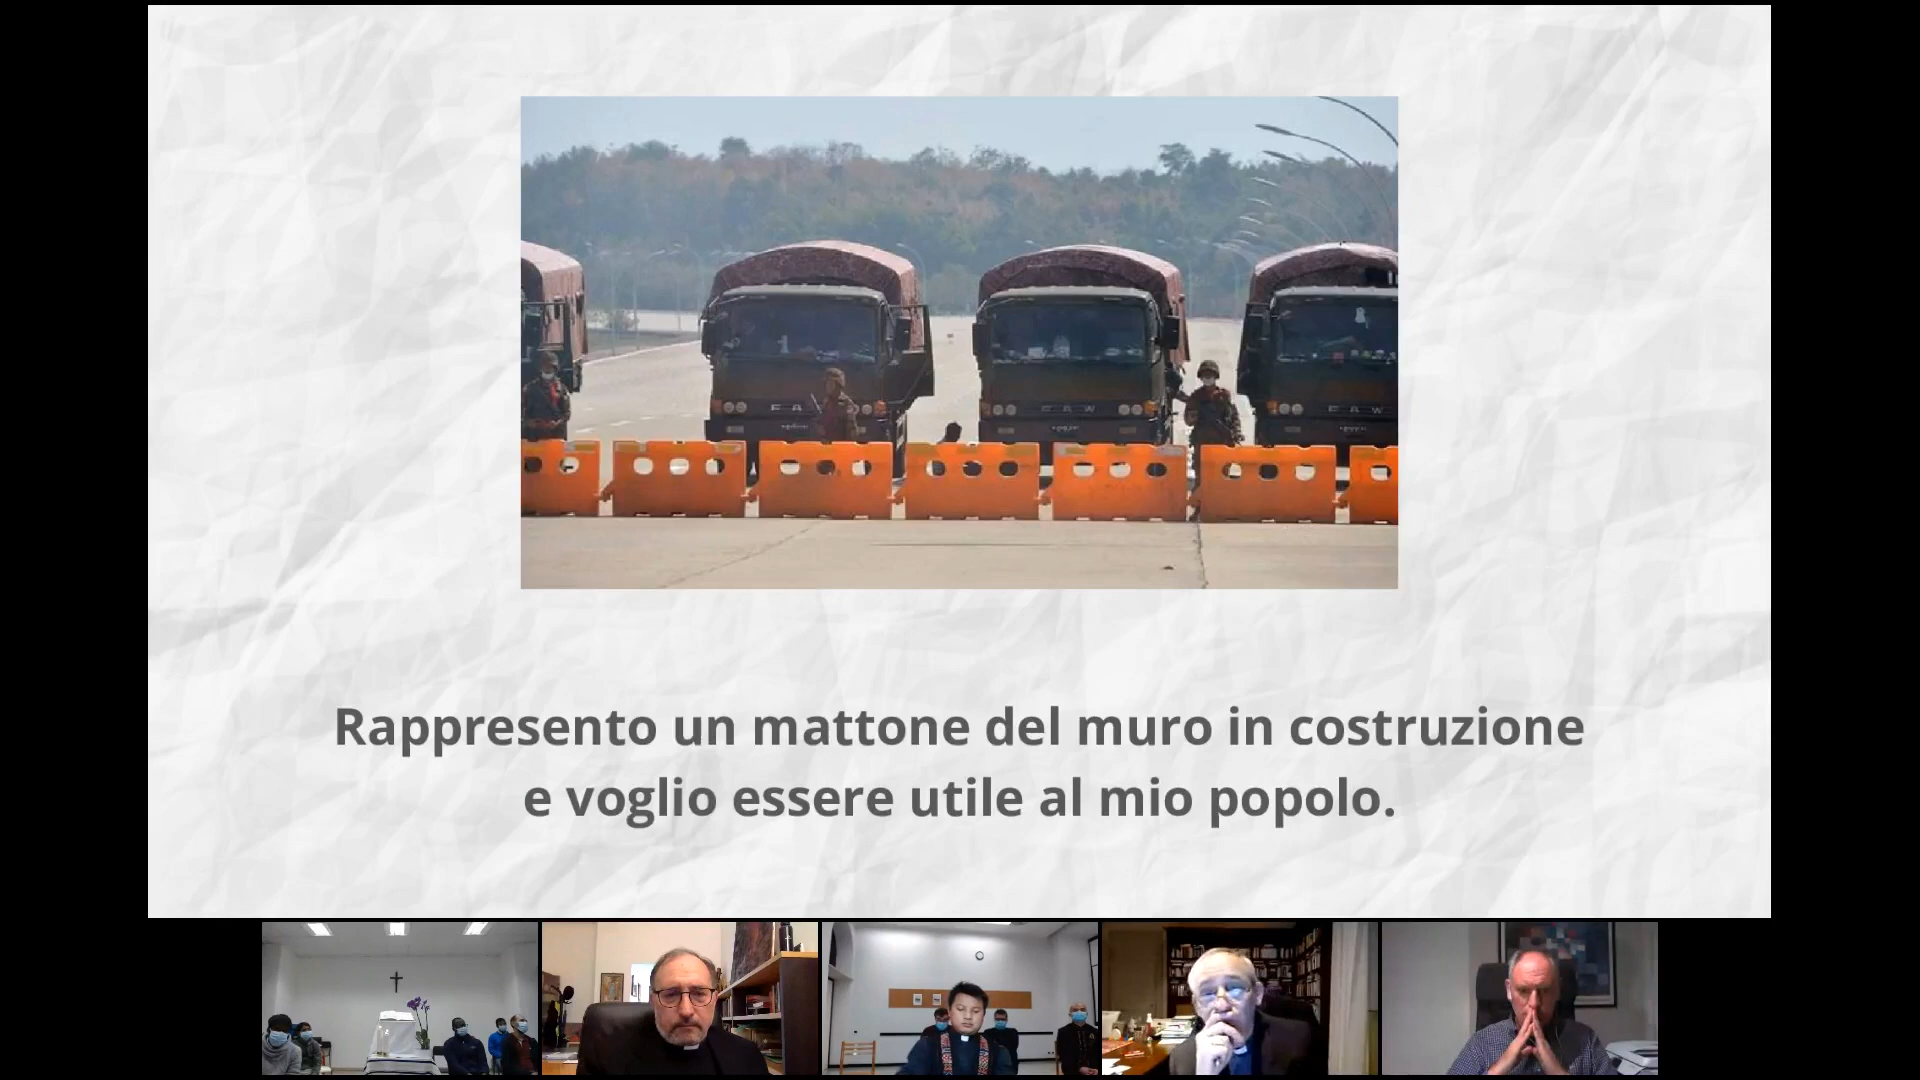 F A
F A W
F A W
Rappresento un mattone del muro in costruzione
e voglio essere utile al mio popolo.